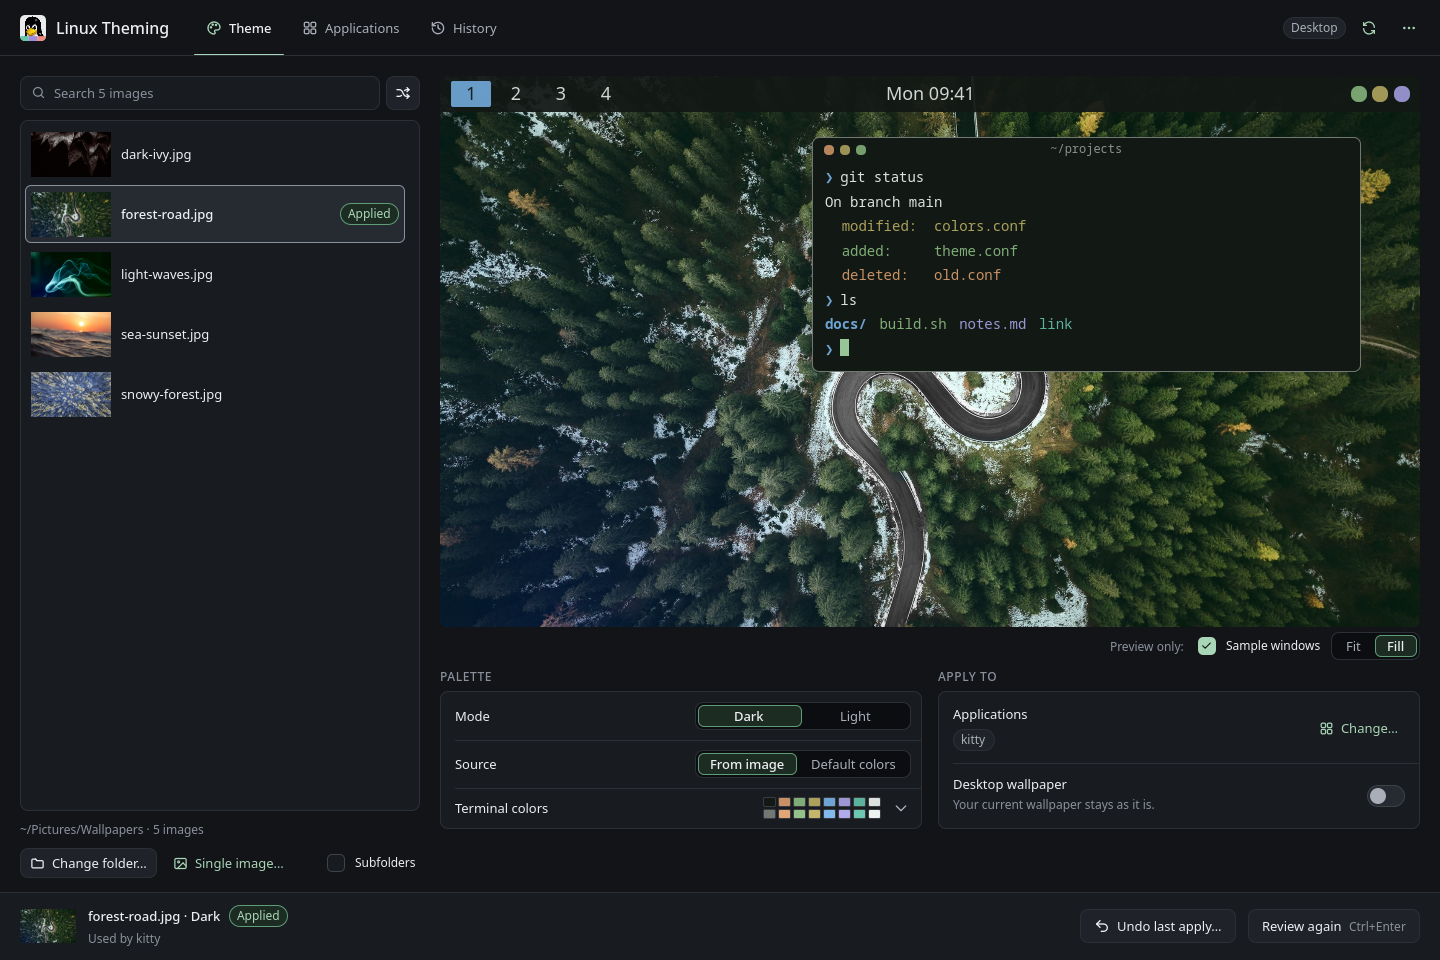 Linux Theming
Theme
Applications
History
Desktop
Search 5 images
dark-ivy.jpg
forest-road.jpg
Applied
light-waves.jpg
sea-sunset.jpg
snowy-forest.jpg
~/Pictures/Wallpapers · 5 images
Change folder...
Single image...
Subfolders
1 2 3 4
Mon 09:41
~/projects
❯ git status
On branch main
modified: colors.conf
added: theme.conf
deleted: old.conf
❯ ls
docs/ build.sh notes.md link
❯
Preview only:
Sample windows
Fit
Fill
PALETTE
Mode
Dark
Light
Source
From image
Default colors
Terminal colors
APPLY TO
Applications
kitty
Change...
Desktop wallpaper
Your current wallpaper stays as it is.
forest-road.jpg · Dark
Applied
Used by kitty
Undo last apply...
Review again Ctrl+Enter